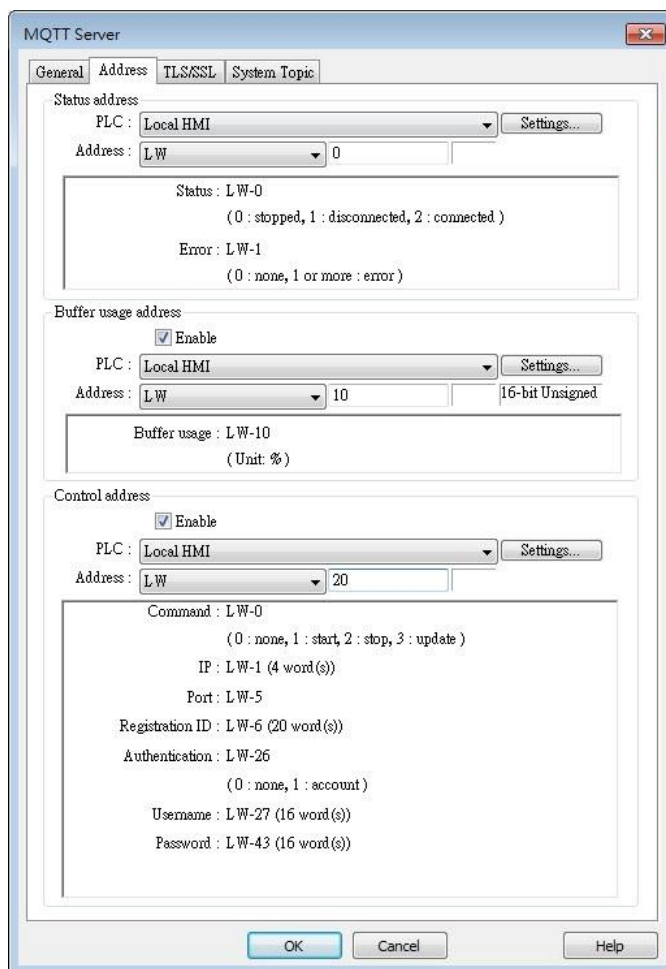 MQTT Server
General Address TLS/SSL System Topic
Status address
PLC : Local HMI Settings...
Address : LW 0
Status : LW-0
( 0 : stopped, 1 : disconnected, 2 : connected )
Error : LW-1
( 0 : none, 1 or more : error )
Buffer usage address
Enable
PLC : Local HMI Settings...
Address : LW 10 16-bit Unsigned
Buffer usage : LW-10
( Unit: % )
Control address
Enable
PLC : Local HMI Settings...
Address : LW 20
Command : LW-0
( 0 : none, 1 : start, 2 : stop, 3 : update )
IP : LW-1 (4 word(s))
Port : LW-5
Registration ID : LW-6 (20 word(s))
Authentication : LW-26
( 0 : none, 1 : account )
Username : LW-27 (16 word(s))
Password : LW-43 (16 word(s))
OK Cancel Help